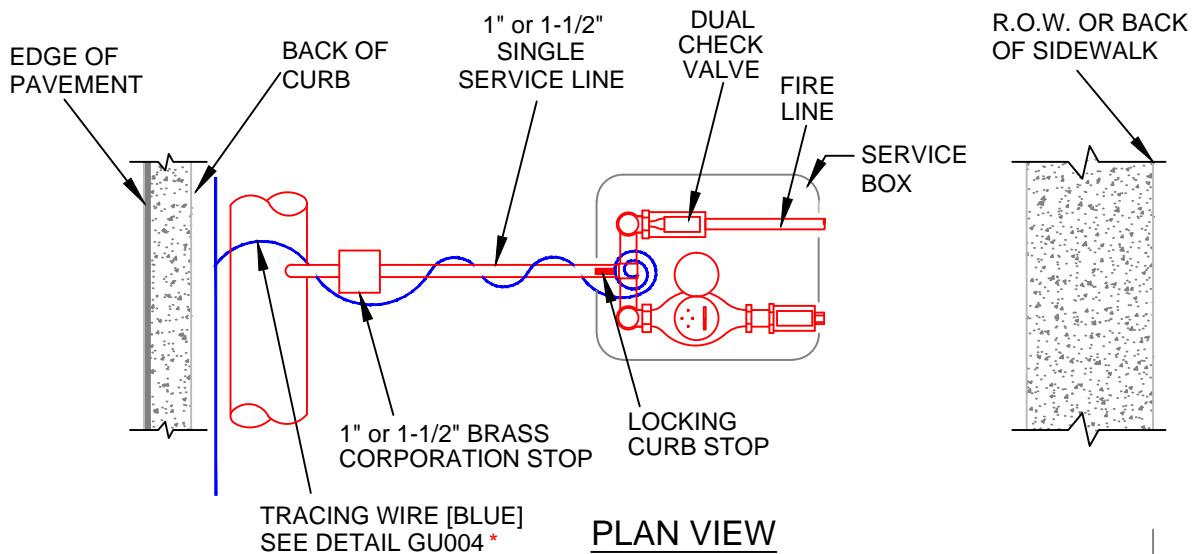 EDGE OF
PAVEMENT
BACK OF
CURB
1" or 1-1/2"
SINGLE
SERVICE LINE
DUAL
CHECK
VALVE
FIRE
LINE
R.O.W. OR BACK
OF SIDEWALK
SERVICE
BOX
1" or 1-1/2" BRASS
CORPORATION STOP
LOCKING
CURB STOP
TRACING WIRE [BLUE]
SEE DETAIL GU004 *
PLAN VIEW